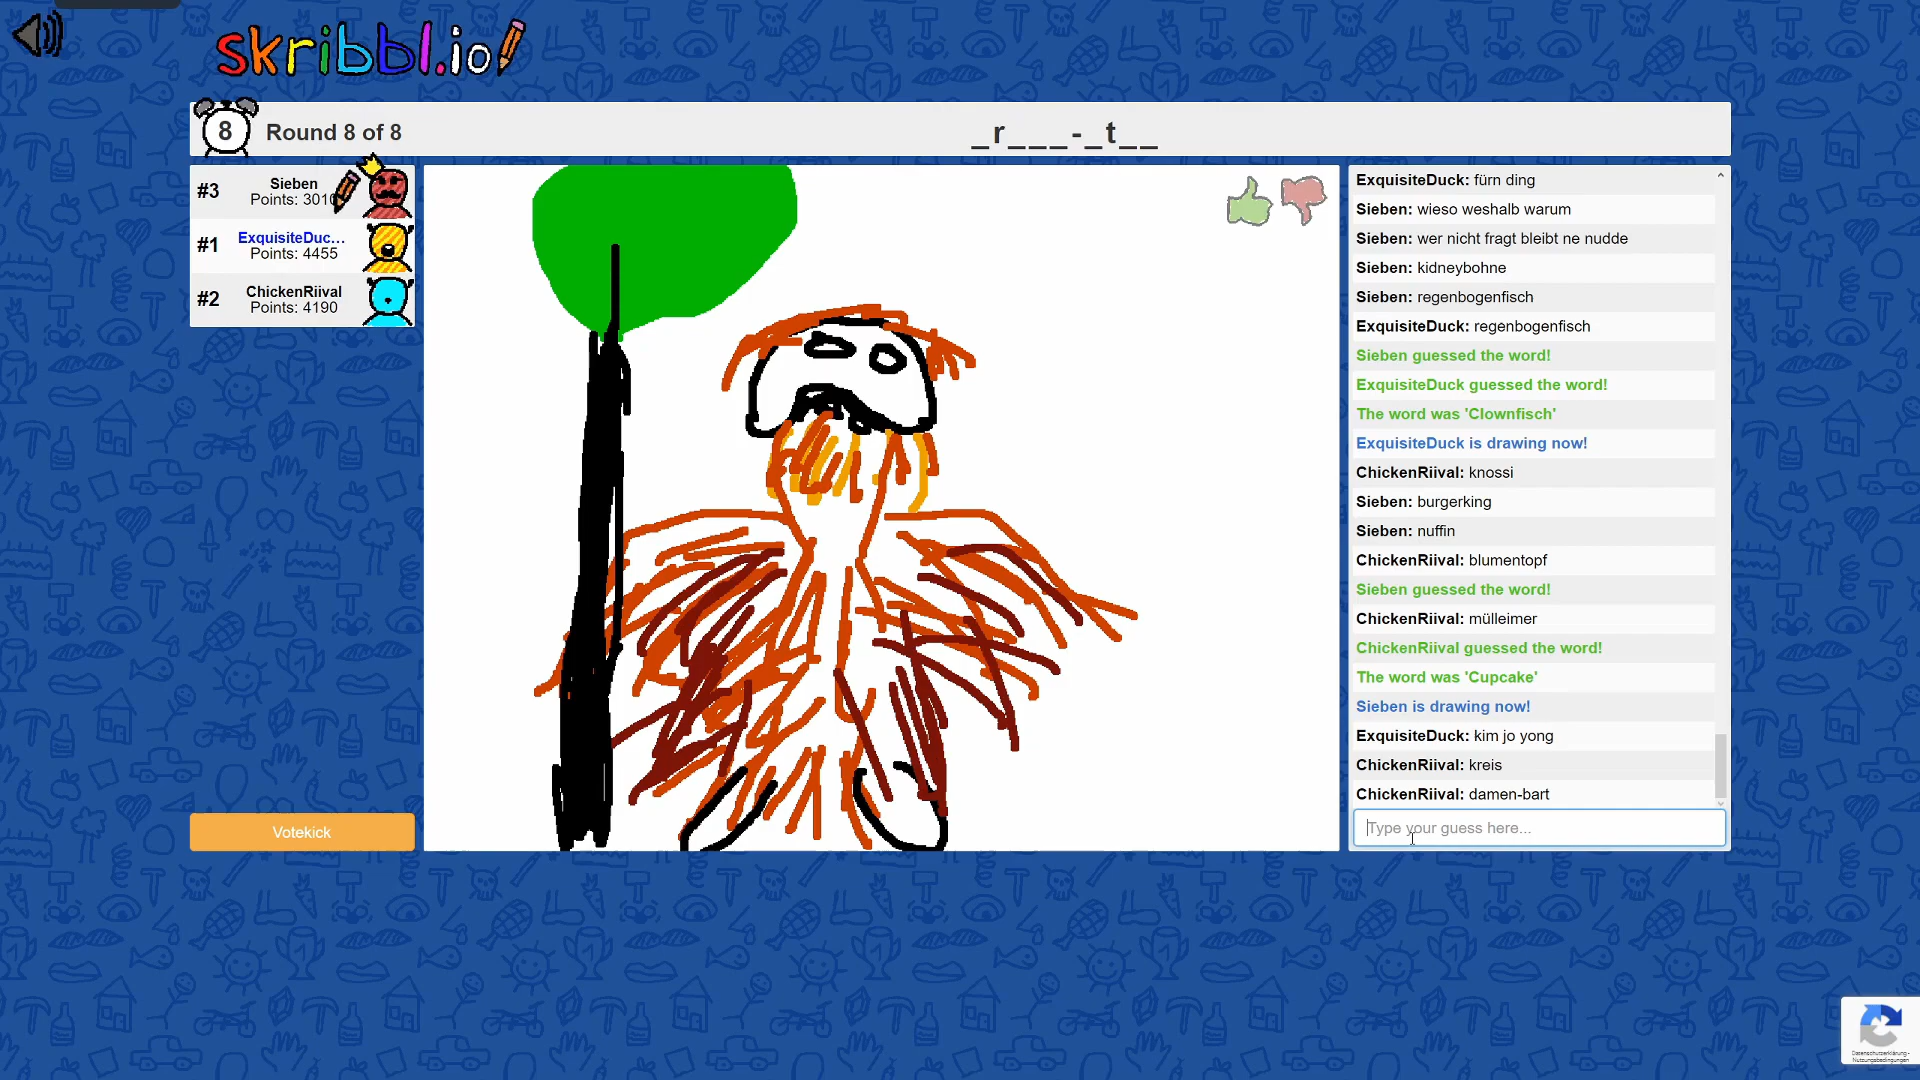 skribbl.io
8
Round 8 of 8
_r___-_t__
#3
Sieben
Points: 3010
#1
ExquisiteDuc...
Points: 4455
#2
ChickenRiival
Points: 4190
Votekick
ExquisiteDuck: fürn ding
Sieben: wieso weshalb warum
Sieben: wer nicht fragt bleibt ne nudde
Sieben: kidneybohne
Sieben: regenbogenfisch
ExquisiteDuck: regenbogenfisch
Sieben guessed the word!
ExquisiteDuck guessed the word!
The word was 'Clownfisch'
ExquisiteDuck is drawing now!
ChickenRiival: knossi
Sieben: burgerking
Sieben: nuffin
ChickenRiival: blumentopf
Sieben guessed the word!
ChickenRiival: mülleimer
ChickenRiival guessed the word!
The word was 'Cupcake'
Sieben is drawing now!
ExquisiteDuck: kim jo yong
ChickenRiival: kreis
ChickenRiival: damen-bart
Type your guess here...
Datenschutzerklärung -
Nutzungsbedingungen